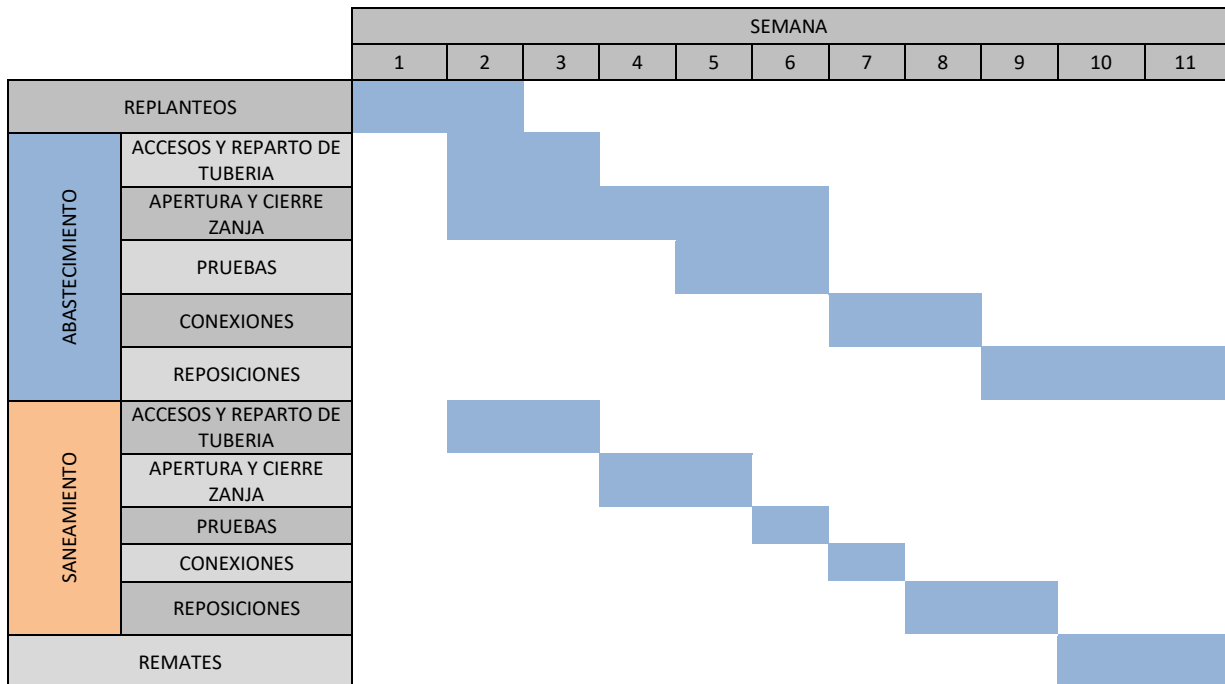 SEMANA
1 2 3 4 5 6 7 8 9 10 11
REPLANTEOS
ABASTECIMIENTO
ACCESOS Y REPARTO DE
TUBERIA
APERTURA Y CIERRE
ZANJA
PRUEBAS
CONEXIONES
REPOSICIONES
SANEAMIENTO
ACCESOS Y REPARTO DE
TUBERIA
APERTURA Y CIERRE
ZANJA
PRUEBAS
CONEXIONES
REPOSICIONES
REMATES